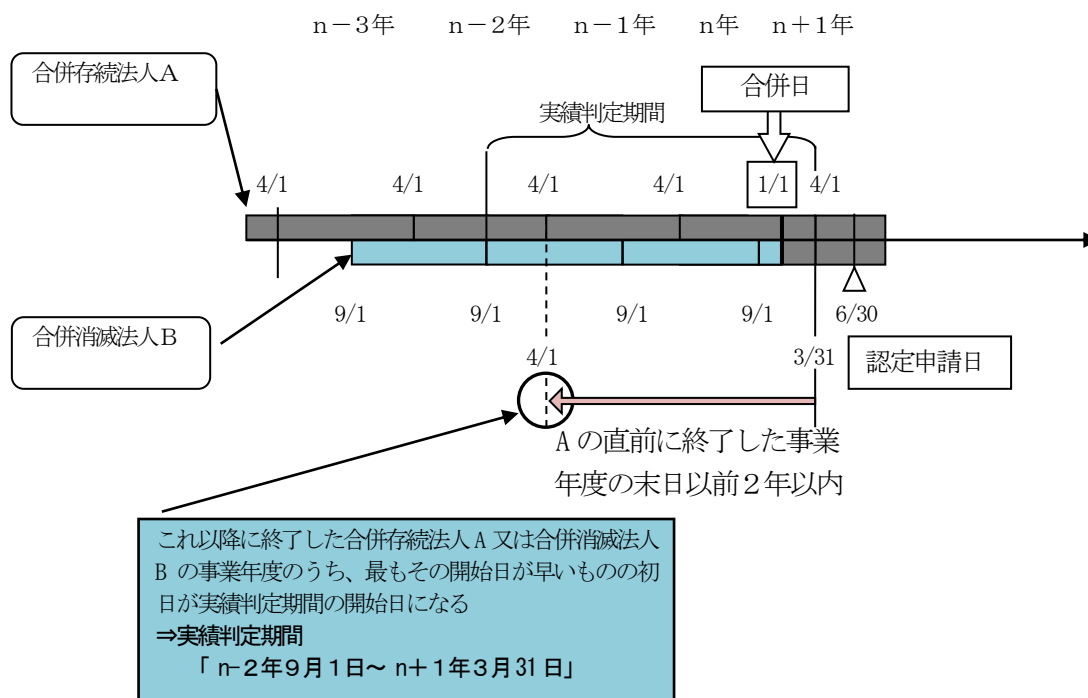 n－3年　n－2年　n－1年　n年　n＋1年
合併存続法人A
合併日
実績判定期間
4/1　4/1　4/1　4/1　1/1　4/1
9/1　9/1　9/1　9/1　6/30
合併消滅法人B
4/1　3/31　認定申請日
A の直前に終了した事業
年度の末日以前２年以内
これ以降に終了した合併存続法人 A 又は合併消滅法人
B の事業年度のうち、最もその開始日が早いものの初
日が実績判定期間の開始日になる
⇒実績判定期間
「 n-２年９月１日～ n＋１年３月31 日」